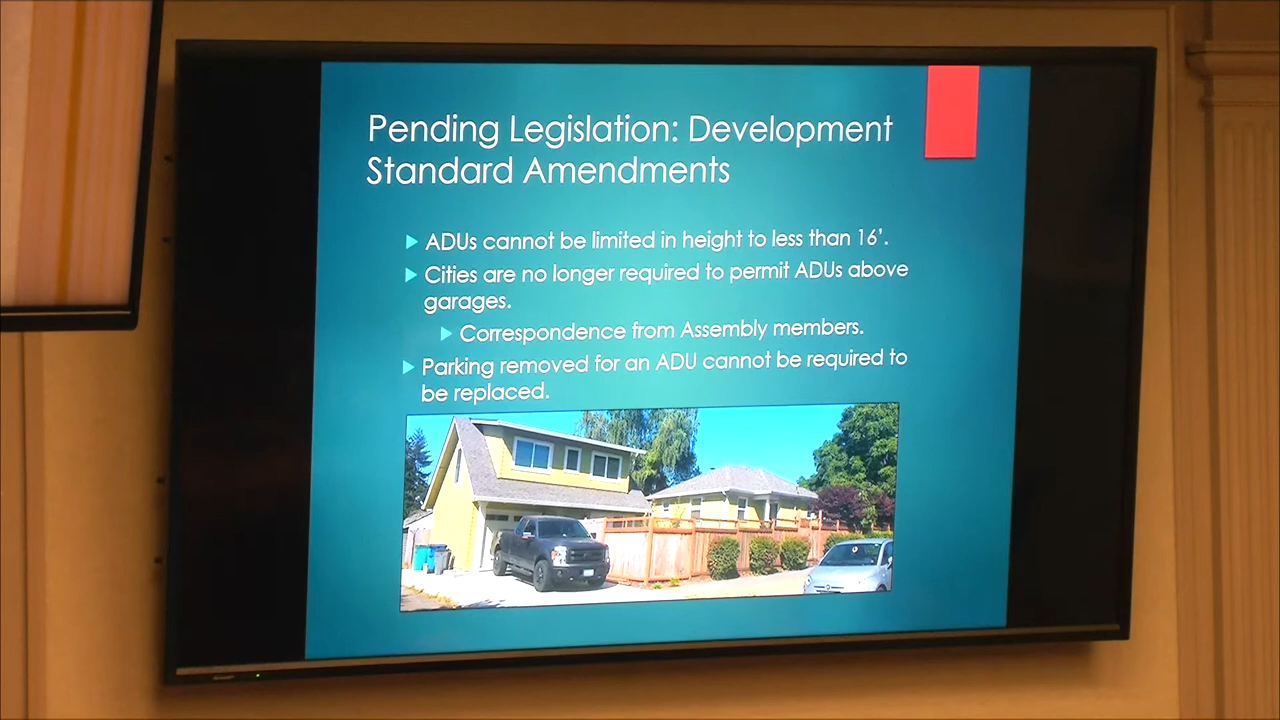 Pending Legislation: Development
Standard Amendments
ADUs cannot be limited in height to less than 16'.
Cities are no longer required to permit ADUs above
garages.
Correspondence from Assembly members.
Parking removed for an ADU cannot be required to
be replaced.